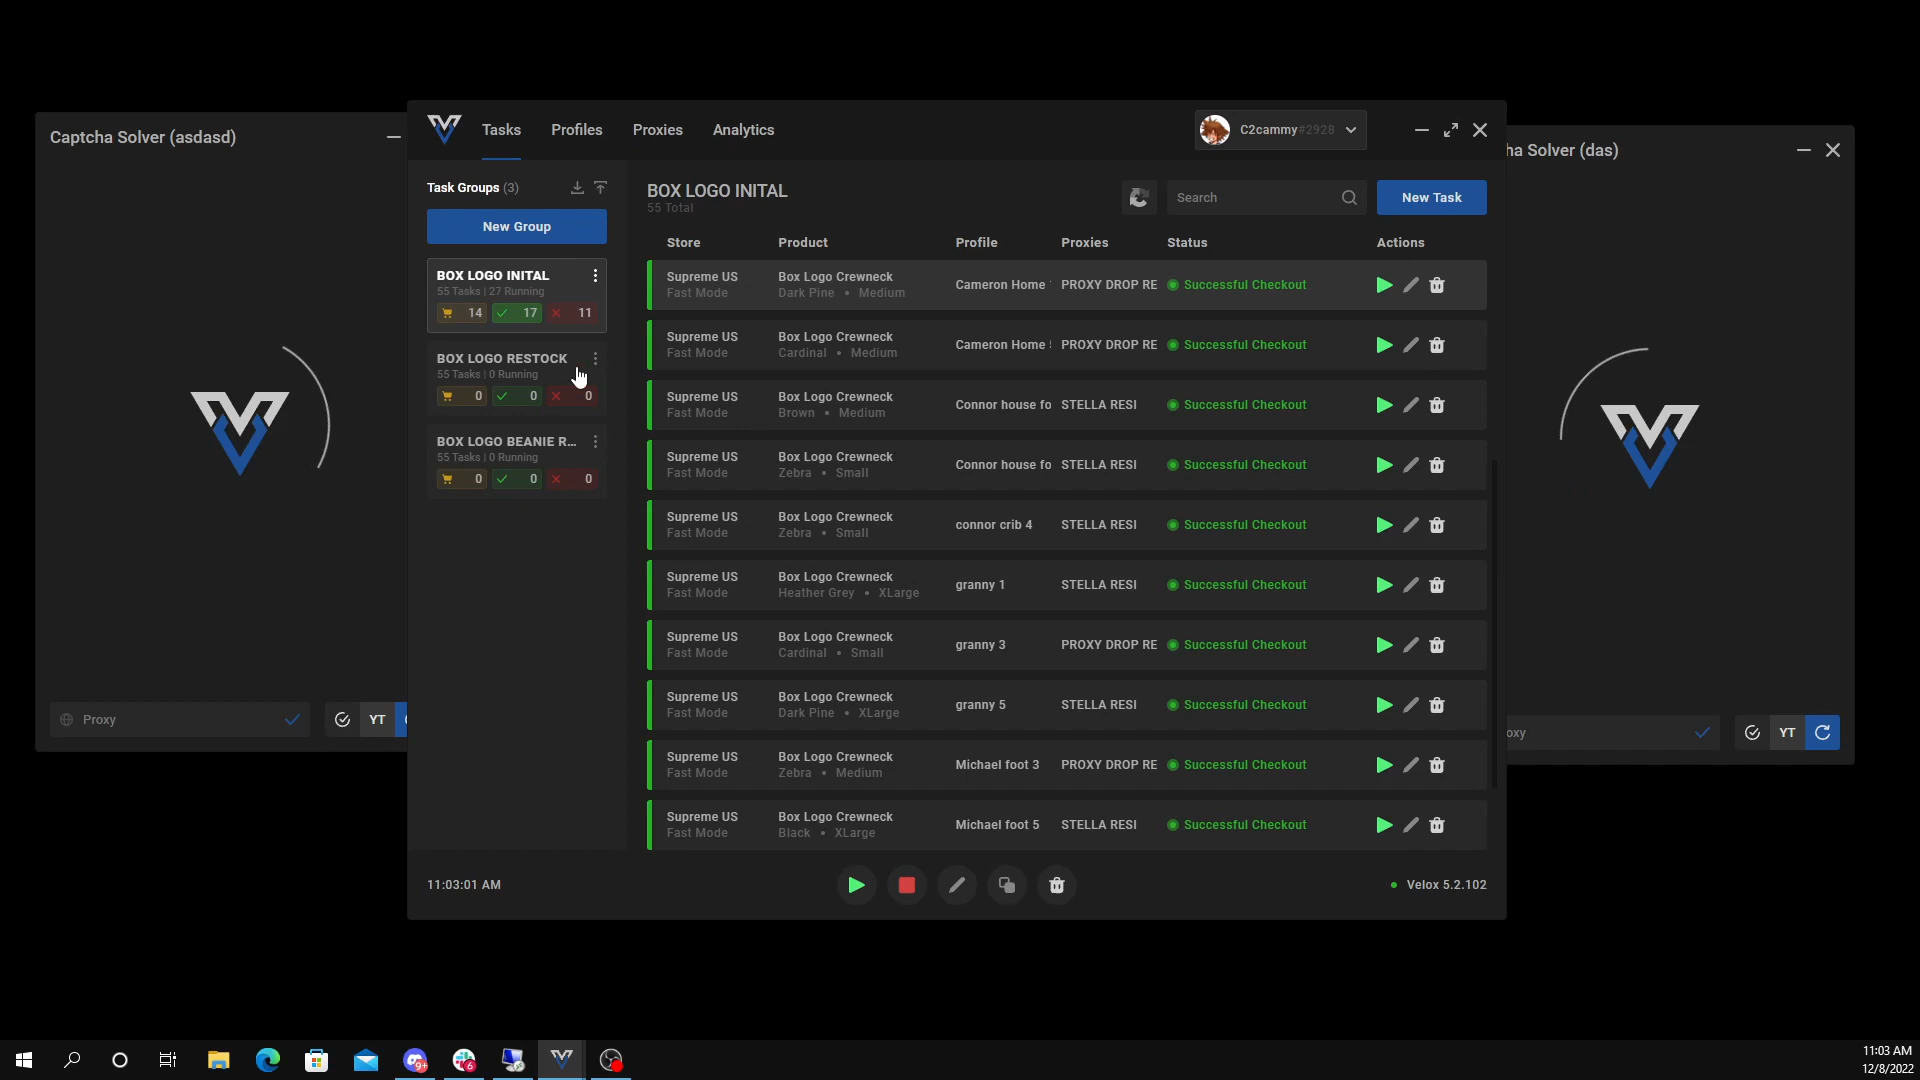 Captcha Solver (asdasd)
Proxy
YT
Tasks
Profiles
Proxies
Analytics
C2cammy#2928
Task Groups (3)
New Group
BOX LOGO INITAL
55 Tasks | 27 Running
14
17
11
BOX LOGO RESTOCK
55 Tasks | 0 Running
0
0
0
BOX LOGO BEANIE R...
55 Tasks | 0 Running
0
0
0
BOX LOGO INITAL
55 Total
Search
New Task
Store Product Profile Proxies Status Actions
Supreme US Box Logo Crewneck Cameron Home PROXY DROP RE Successful Checkout
Fast Mode Dark Pine • Medium
Supreme US Box Logo Crewneck Cameron Home PROXY DROP RE Successful Checkout
Fast Mode Cardinal • Medium
Supreme US Box Logo Crewneck Connor house fo STELLA RESI Successful Checkout
Fast Mode Brown • Medium
Supreme US Box Logo Crewneck Connor house fo STELLA RESI Successful Checkout
Fast Mode Zebra • Small
Supreme US Box Logo Crewneck connor crib 4 STELLA RESI Successful Checkout
Fast Mode Zebra • Small
Supreme US Box Logo Crewneck granny 1 STELLA RESI Successful Checkout
Fast Mode Heather Grey • XLarge
Supreme US Box Logo Crewneck granny 3 PROXY DROP RE Successful Checkout
Fast Mode Cardinal • Small
Supreme US Box Logo Crewneck granny 5 STELLA RESI Successful Checkout
Fast Mode Dark Pine • XLarge
Supreme US Box Logo Crewneck Michael foot 3 PROXY DROP RE Successful Checkout
Fast Mode Zebra • Medium
Supreme US Box Logo Crewneck Michael foot 5 STELLA RESI Successful Checkout
Fast Mode Black • XLarge
11:03:01 AM
Velox 5.2.102
ha Solver (das)
oxy
YT
9+
6
11:03 AM
12/8/2022